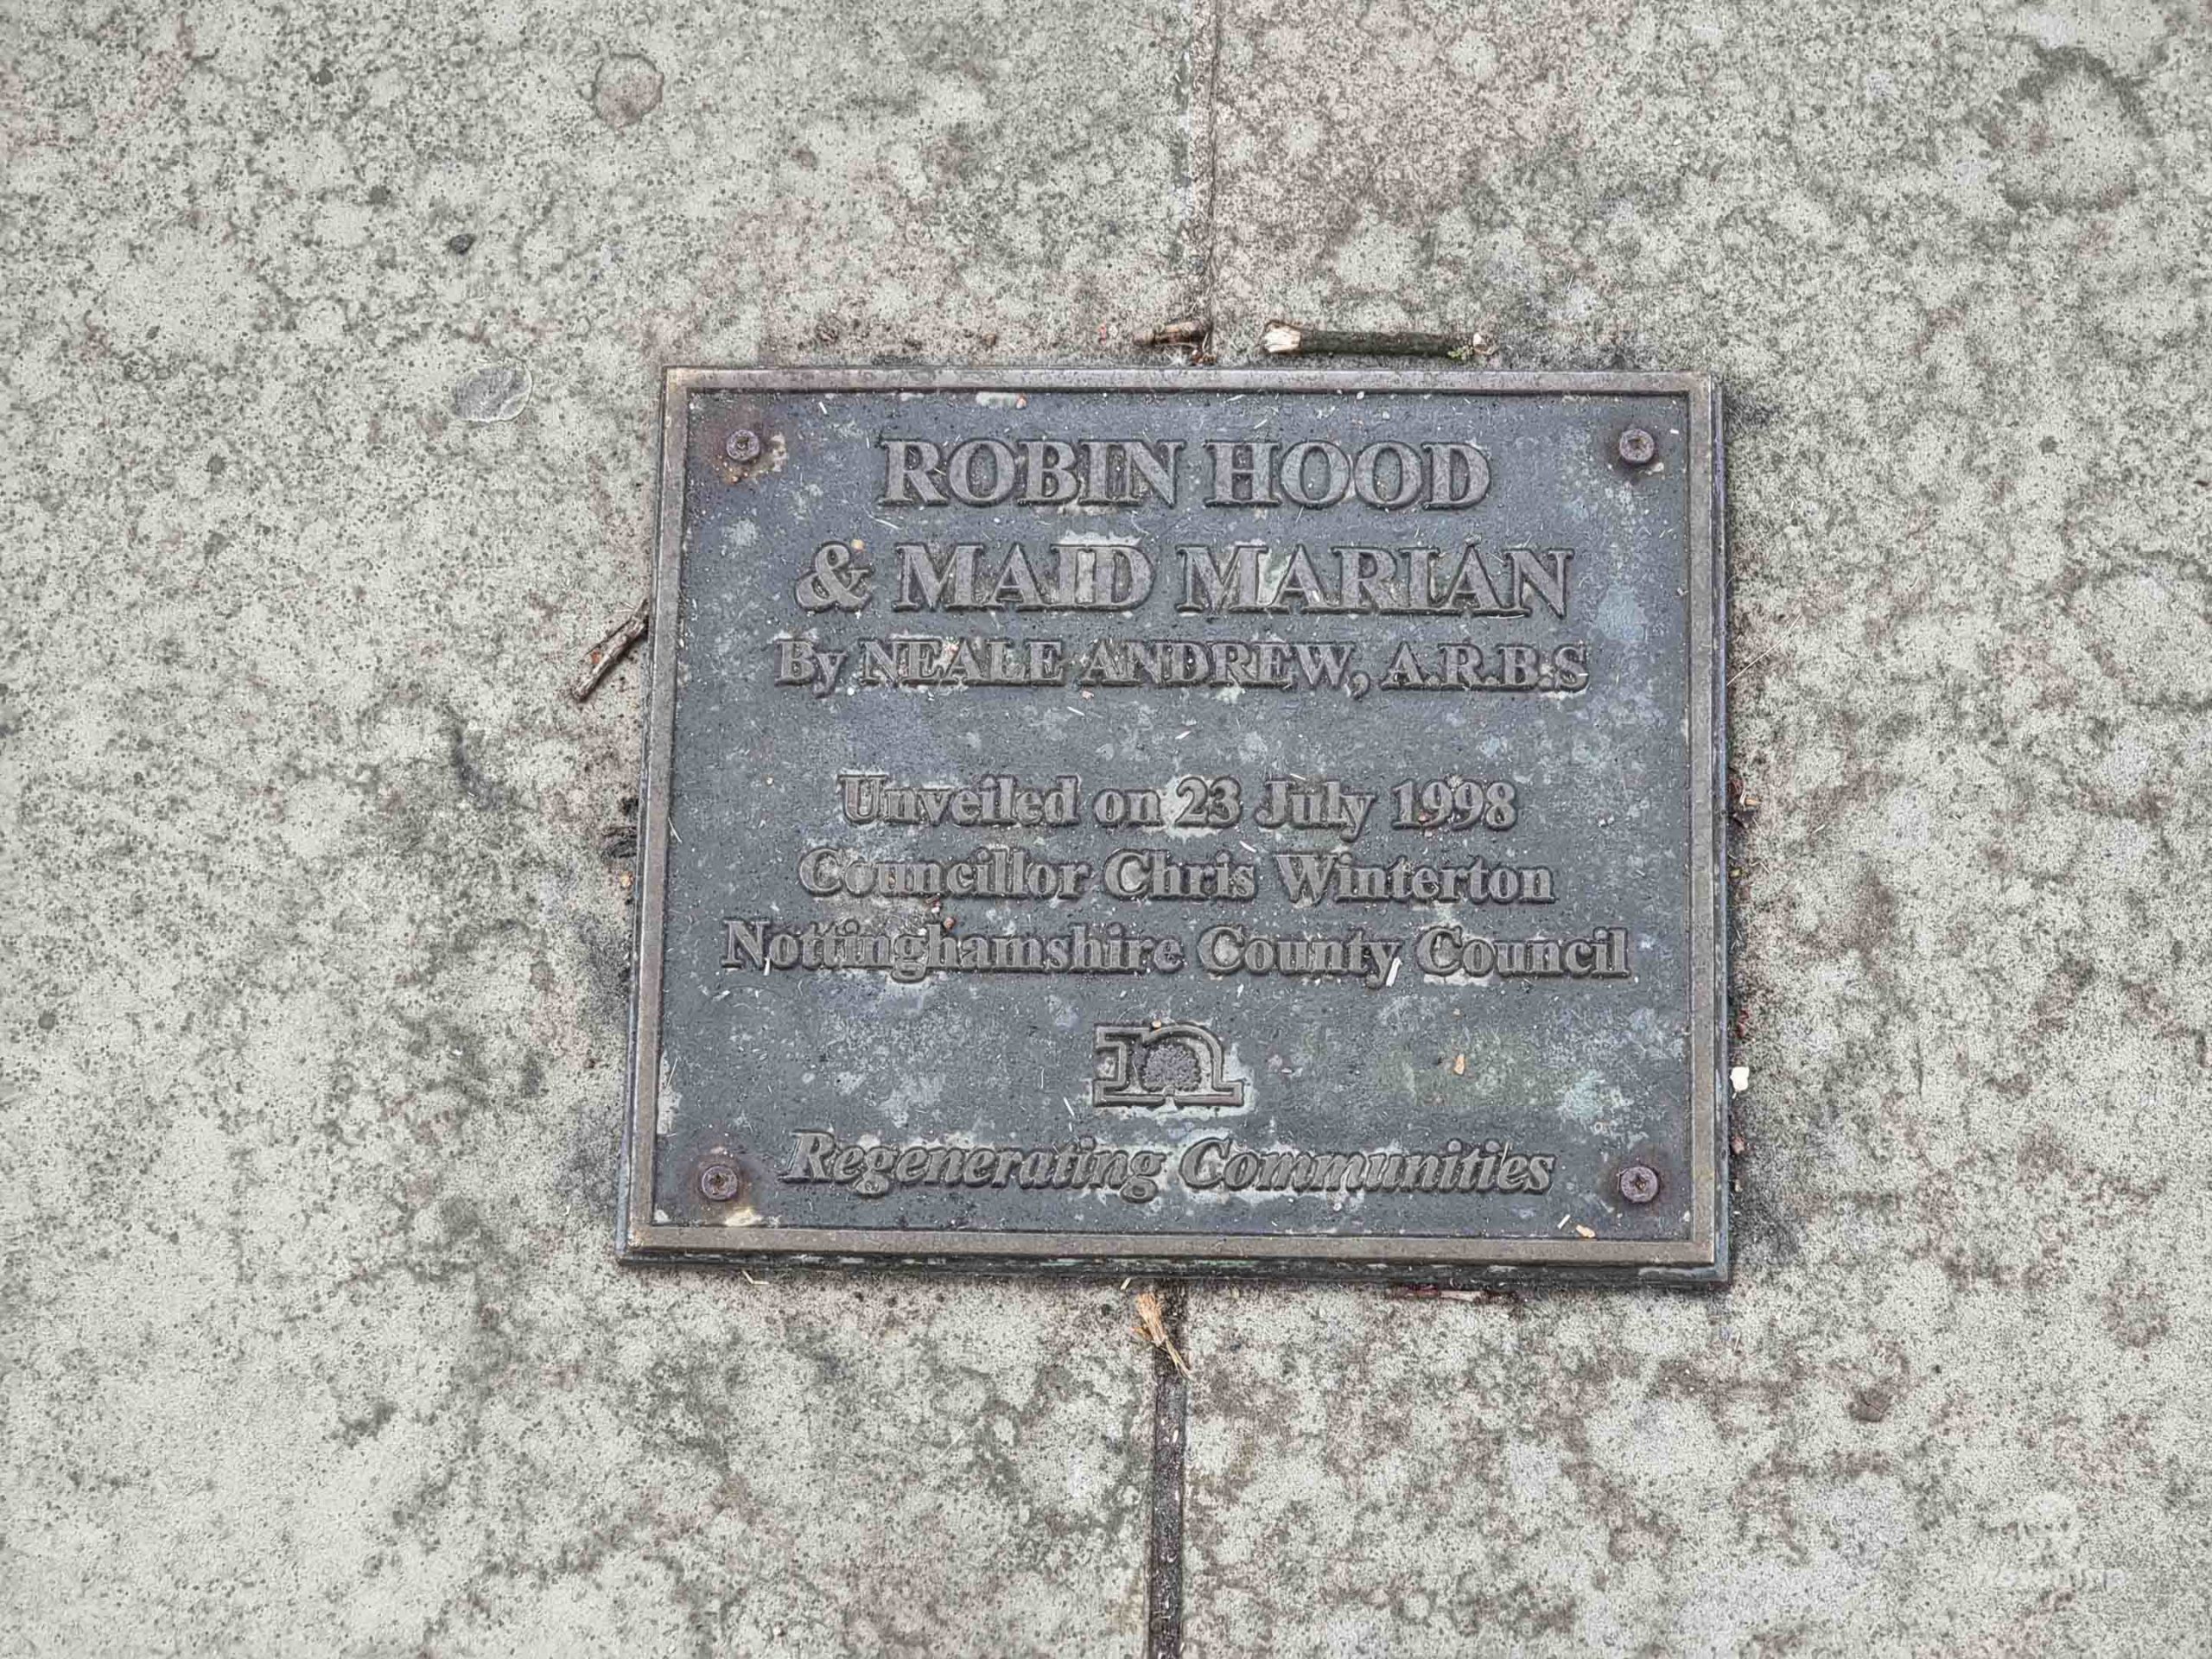 ROBIN HOOD
& MAID MARIAN
By NEALE ANDREW, A.R.B.S
Unveiled on 23 July 1998
Councillor Chris Winterton
Nottinghamshire County Council
Regenerating Communities